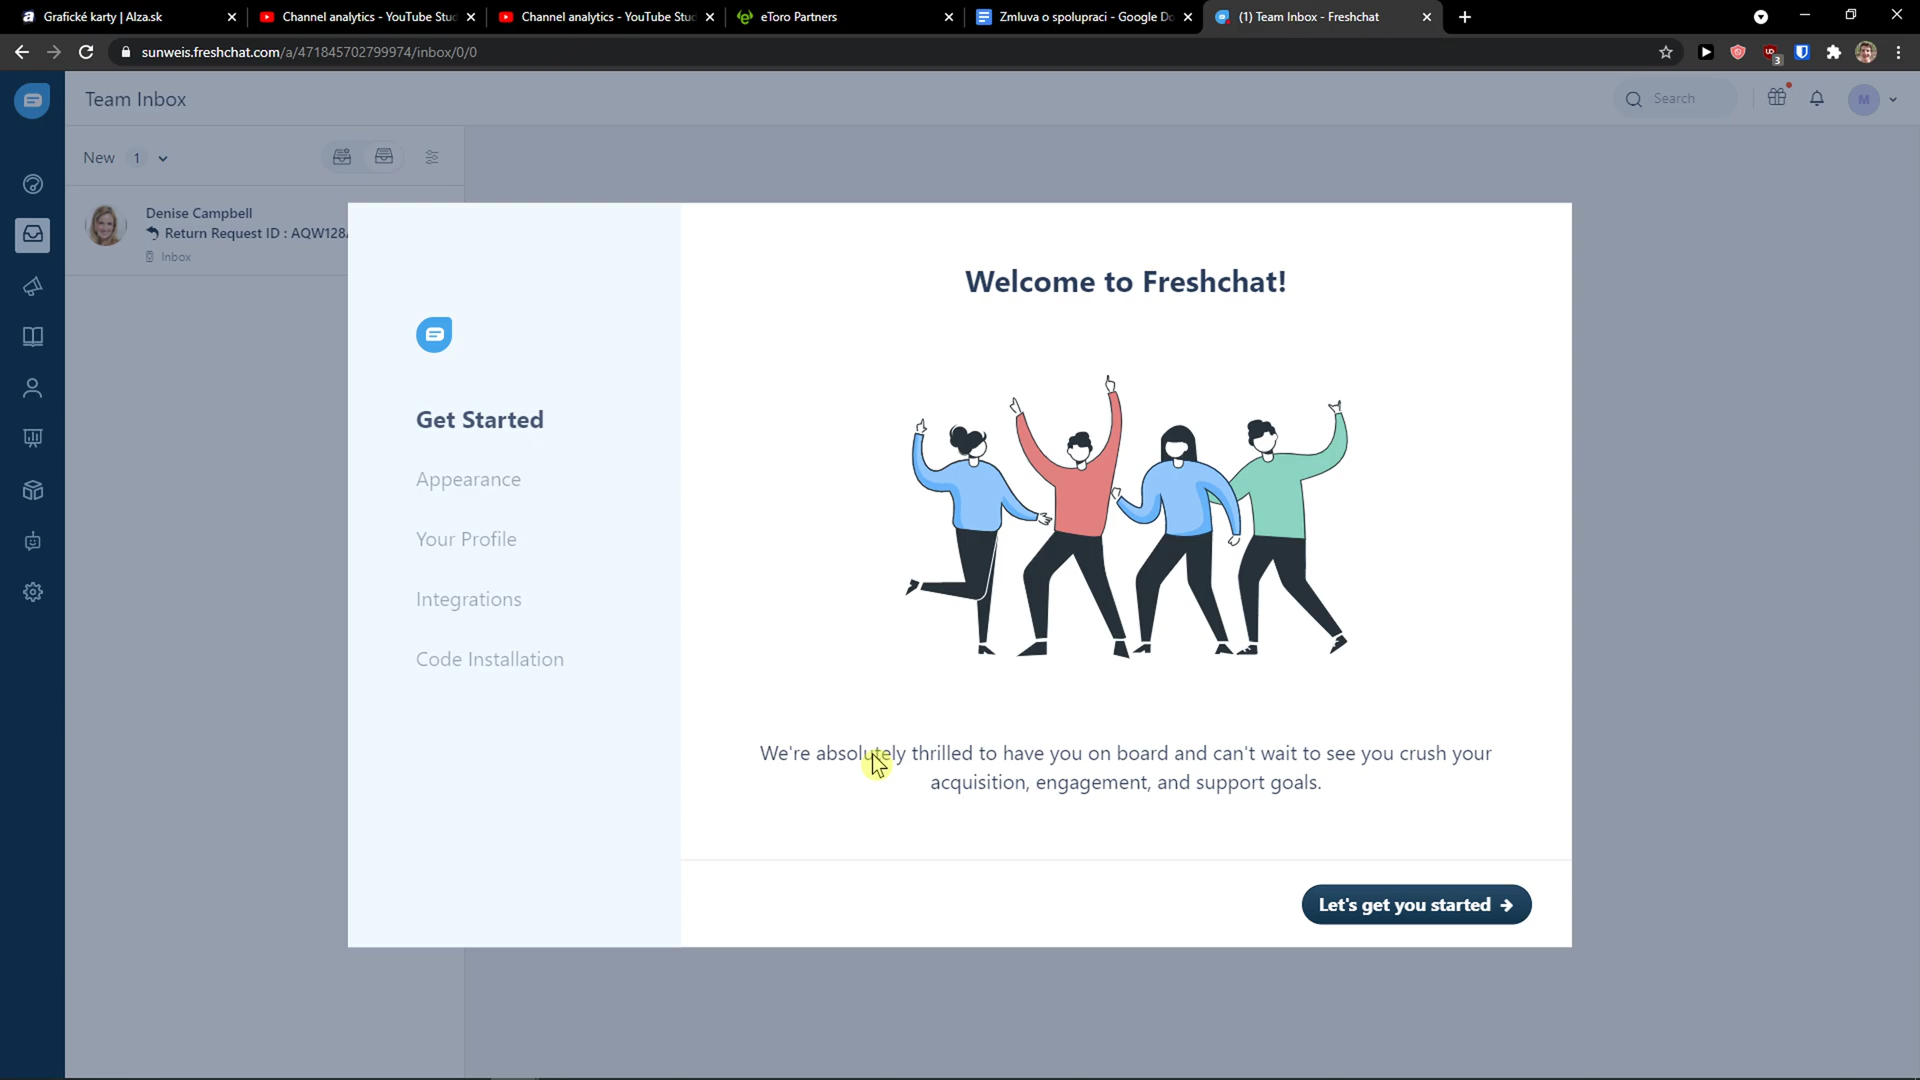 Grafické karty | Alza.sk
Channel analytics - YouTube Stu
Channel analytics - YouTube Stu
eToro Partners
Zmluva o spolupraci - Google Do
(1) Team Inbox - Freshchat
sunweis.freshchat.com/a/471845702799974/inbox/0/0
3
Team Inbox
Search
M
New 1
Denise Campbell
Return Request ID : AQW128
Inbox
Get Started
Appearance
Your Profile
Integrations
Code Installation
Welcome to Freshchat!
We're absolutely thrilled to have you on board and can't wait to see you crush your
acquisition, engagement, and support goals.
Let's get you started